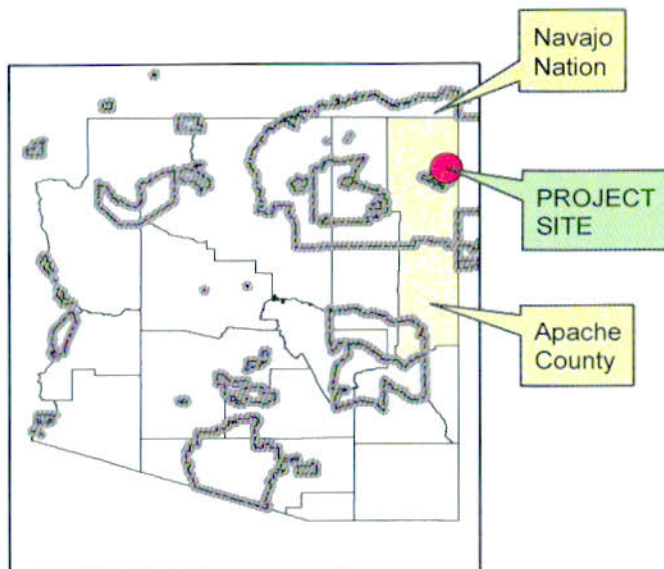 Navajo
Nation
PROJECT
SITE
Apache
County